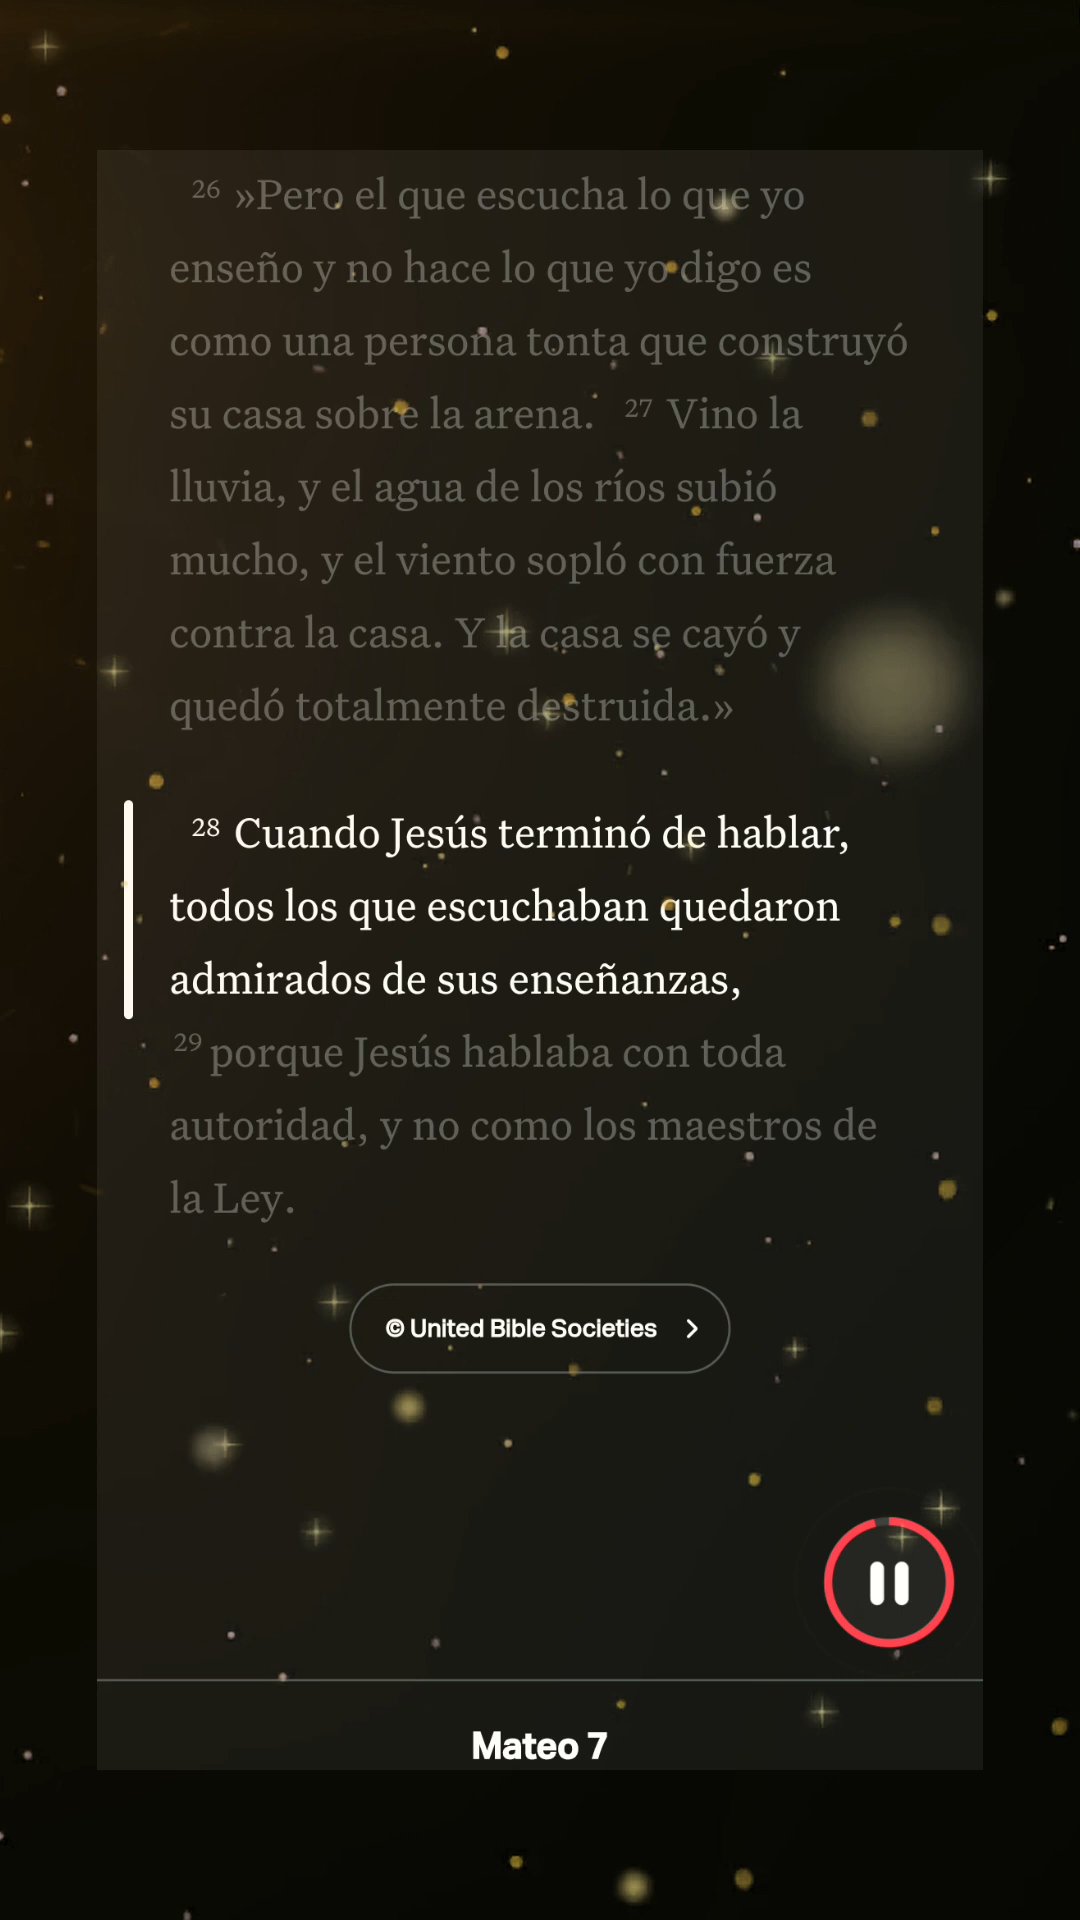 26 »Pero el que escucha lo que yo
enseño y no hace lo que yo digo es
como una persona tonta que construyó
su casa sobre la arena. 27 Vino la
lluvia, y el agua de los ríos subió
mucho, y el viento sopló con fuerza
contra la casa. Y la casa se cayó y
quedó totalmente destruida.»
28 Cuando Jesús terminó de hablar,
todos los que escuchaban quedaron
admirados de sus enseñanzas,
29 porque Jesús hablaba con toda
autoridad, y no como los maestros de
la Ley.
© United Bible Societies
Mateo 7